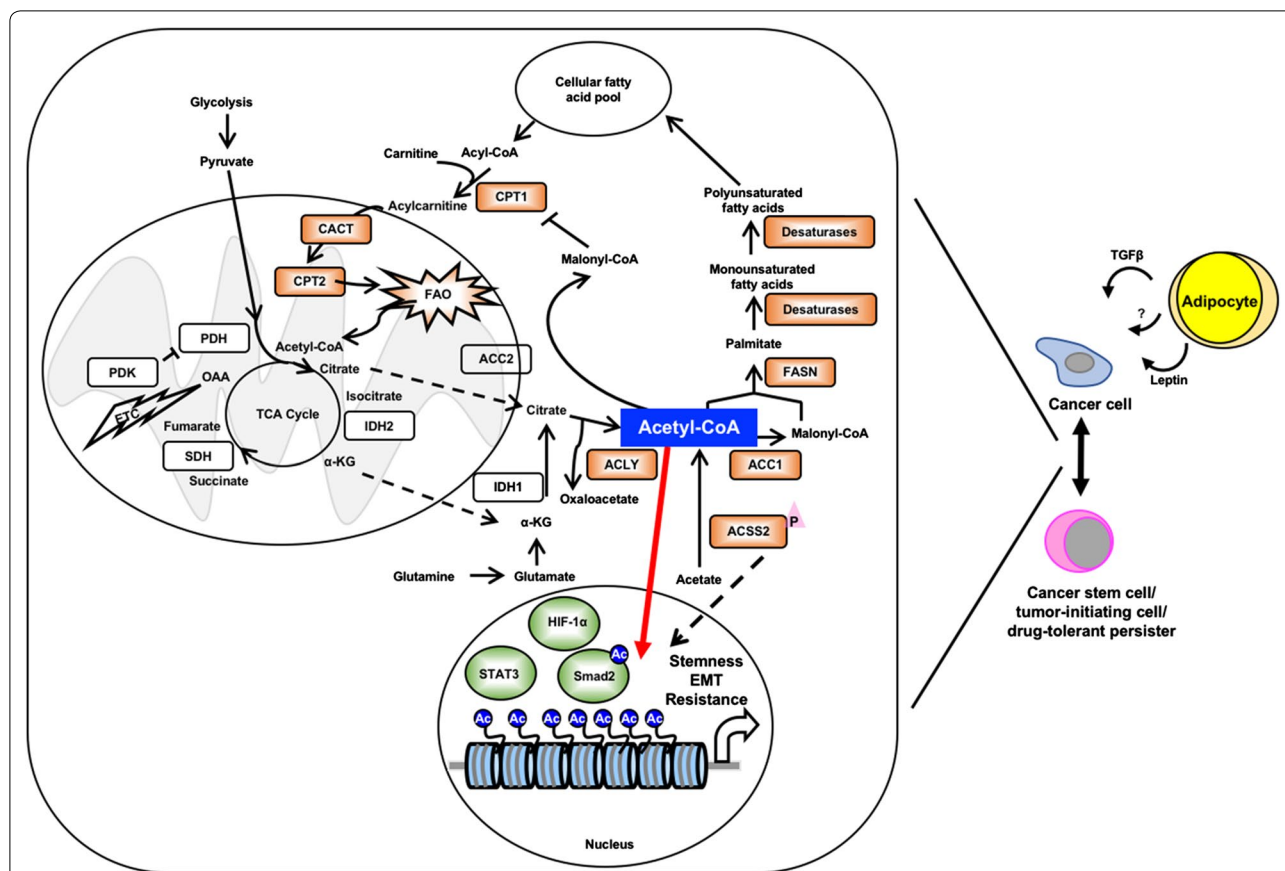 Cellular fatty
acid pool
Glycolysis
Pyruvate
Carnitine
Acyl-CoA
CPT1
Acylcarnitine
CACT
CPT2
FAO
Malonyl-CoA
Polyunsaturated
fatty acids
Desaturases
Monounsaturated
fatty acids
Desaturases
Palmitate
FASN
PDH
PDK
Acetyl-CoA
Citrate
OAA
ETC
TCA Cycle
Isocitrate
IDH2
Fumarate
SDH
Succinate
α-KG
ACC2
Citrate
Acetyl-CoA
Malonyl-CoA
ACLY
ACC1
IDH1
Oxaloacetate
α-KG
ACSS2
P
Glutamine
Glutamate
Acetate
HIF-1α
STAT3
Smad2
Ac
Stemness
EMT
Resistance
Ac
Ac
Ac
Ac
Ac
Ac
Ac
Nucleus
TGFβ
?
Leptin
Adipocyte
Cancer cell
Cancer stem cell/
tumor-initiating cell/
drug-tolerant persister